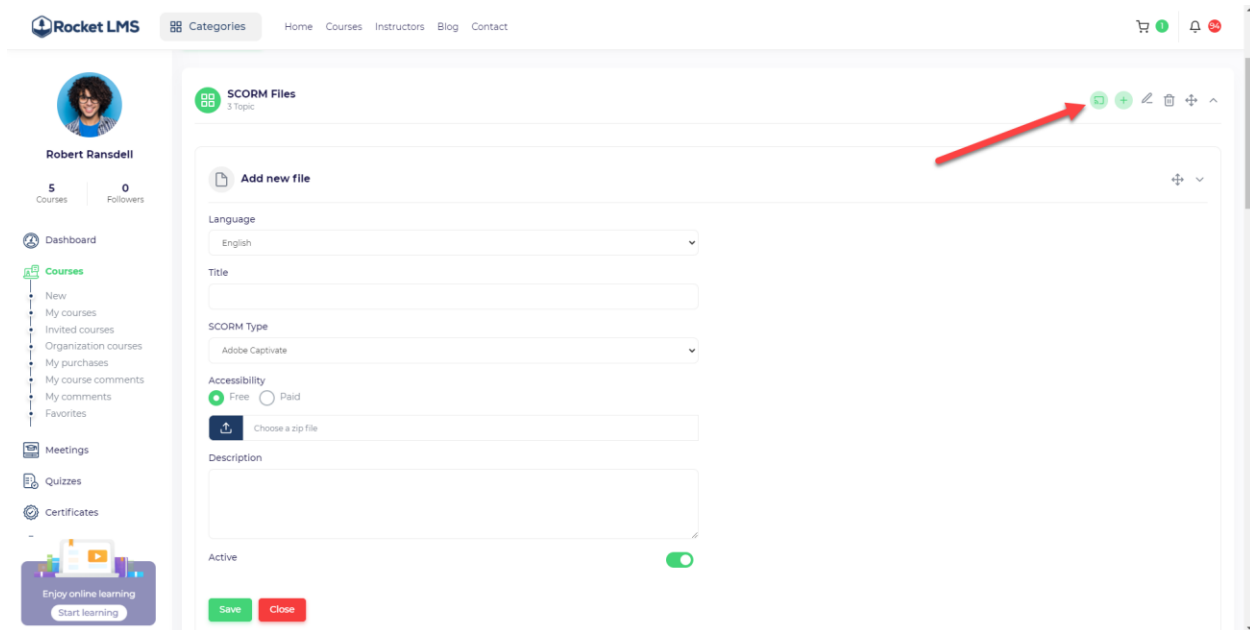 Rocket LMS
Categories
Home Courses Instructors Blog Contact
1
94
Robert Ransdell
5 0
Courses Followers
Dashboard
Courses
New
My courses
Invited courses
Organization courses
My purchases
My course comments
My comments
Favorites
Meetings
Quizzes
Certificates
Enjoy online learning
Start learning
SCORM Files
3 Topic
Add new file
Language
English
Title
SCORM Type
Adobe Captivate
Accessibility
Free Paid
Choose a zip file
Description
Active
Save Close